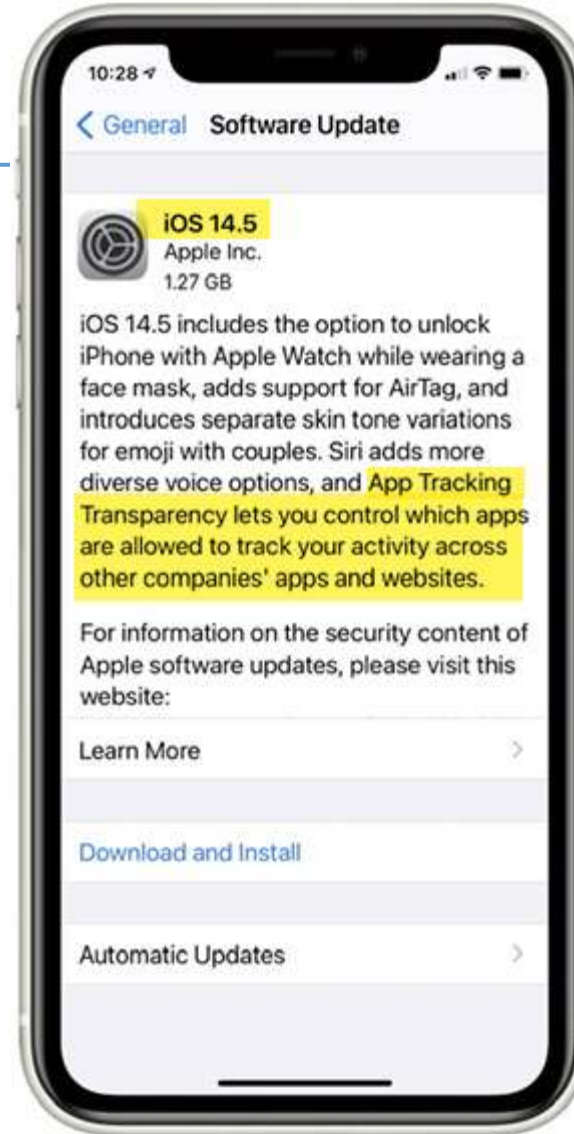 10:28
General Software Update
iOS 14.5
Apple Inc.
1.27 GB
iOS 14.5 includes the option to unlock
iPhone with Apple Watch while wearing a
face mask, adds support for AirTag, and
introduces separate skin tone variations
for emoji with couples. Siri adds more
diverse voice options, and App Tracking
Transparency lets you control which apps
are allowed to track your activity across
other companies' apps and websites.
For information on the security content of
Apple software updates, please visit this
website:
Learn More
Download and Install
Automatic Updates